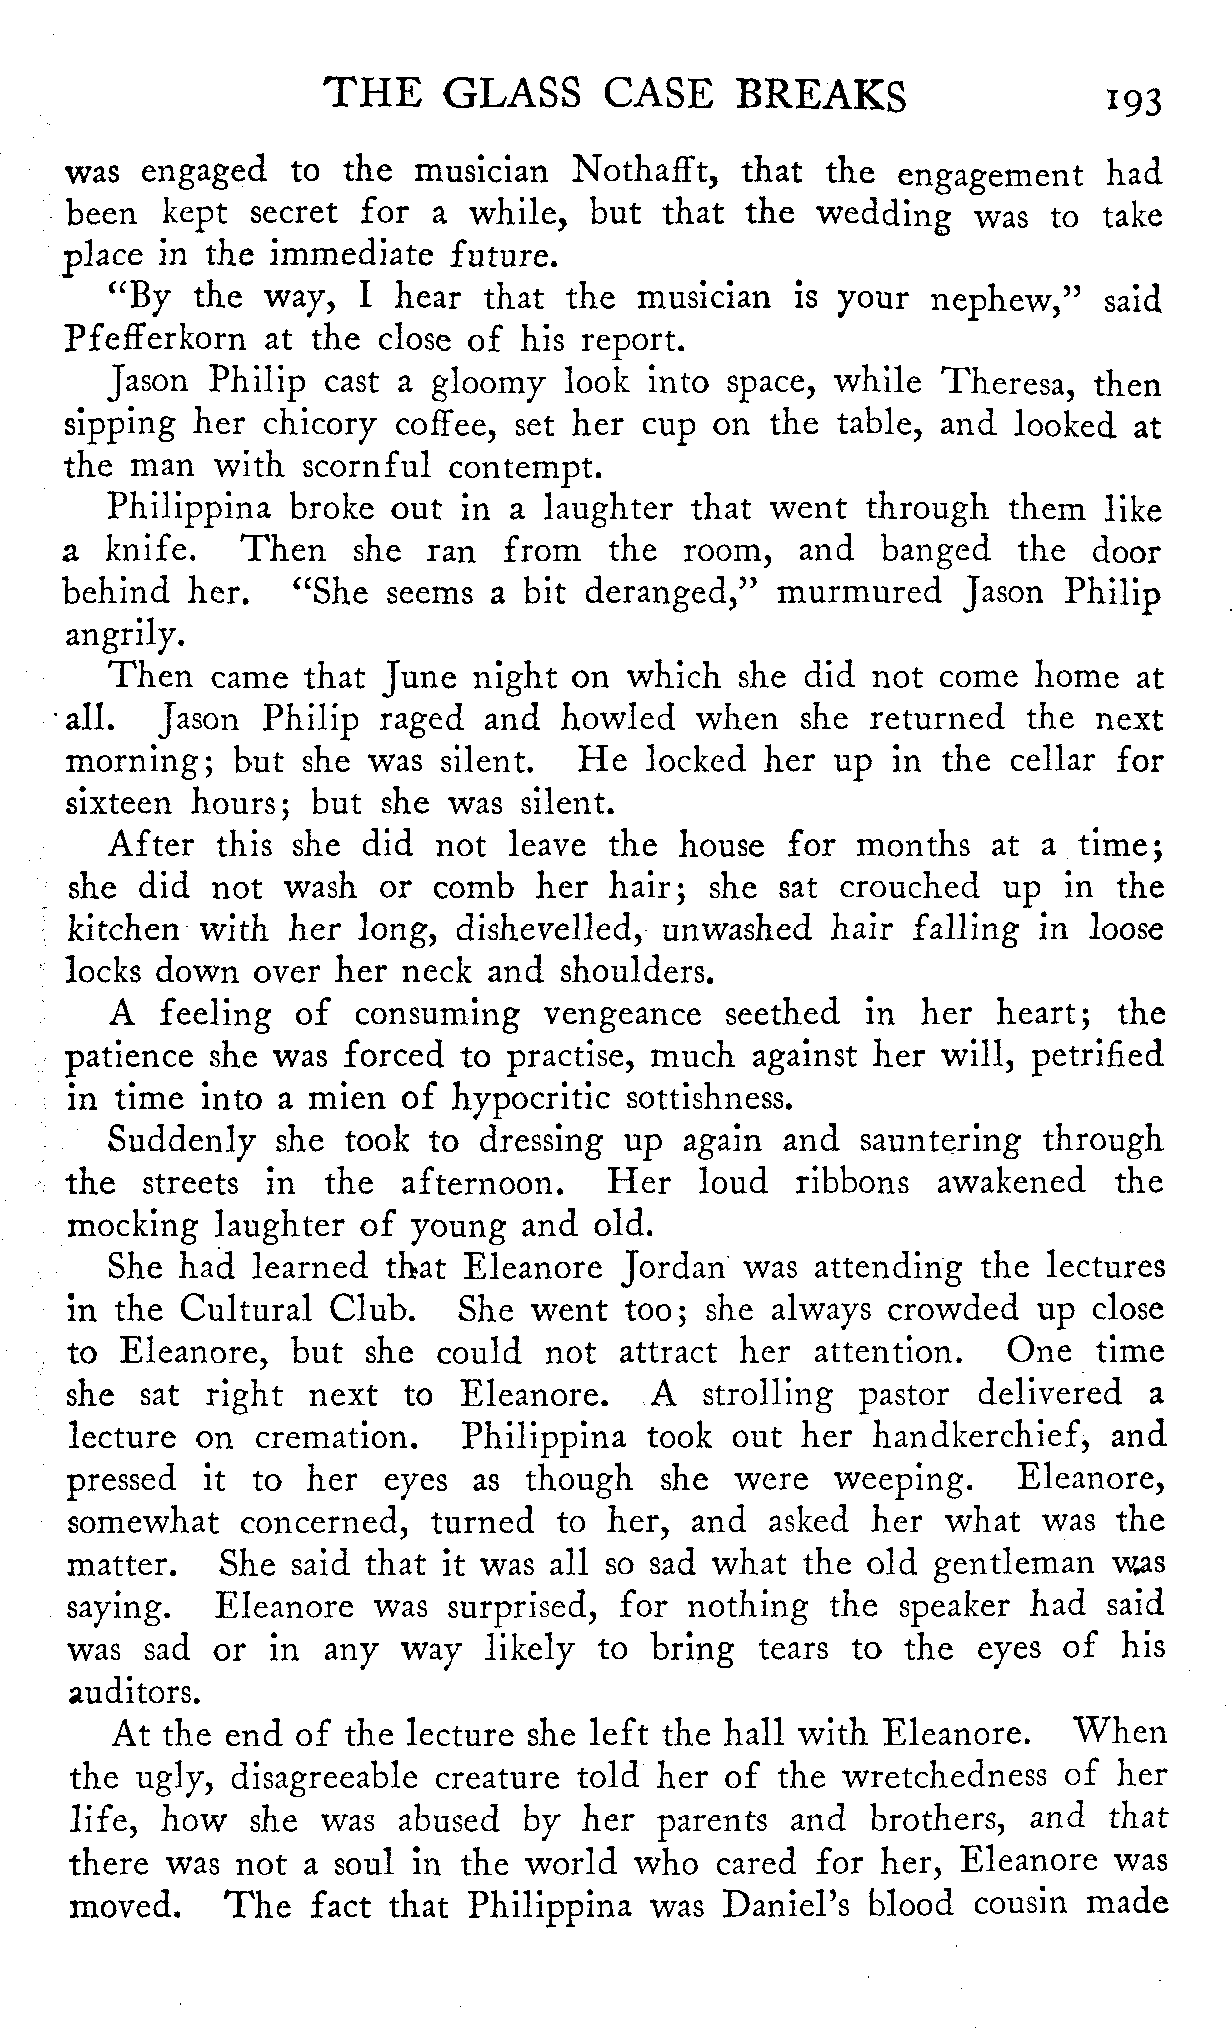 THE GLASS CASE BREAKS 193
was engaged to the musician Nothafft, that the engagement had
been kept secret for a while, but that the wedding was to take
place in the immediate future.
“By the way, I hear that the musician is your nephew,” said
Pfefferkorn at the close of his report.
Jason Philip cast a gloomy look into space, while Theresa, then
sipping her chicory coffee, set her cup on the table, and looked at
the man with scornful contempt.
Philippina broke out in a laughter that went through them like
a knife. Then she ran from the room, and banged the door
behind her. “She seems a bit deranged,” murmured Jason Philip
angrily.
Then came that June night on which she did not come home at
all. Jason Philip raged and howled when she returned the next
morning; but she was silent. He locked her up in the cellar for
sixteen hours; but she was silent.
After this she did not leave the house for months at a time;
she did not wash or comb her hair; she sat crouched up in the
kitchen with her long, dishevelled, unwashed hair falling in loose
locks down over her neck and shoulders.
A feeling of consuming vengeance seethed in her heart; the
patience she was forced to practise, much against her will, petrified
in time into a mien of hypocritic sottishness.
Suddenly she took to dressing up again and sauntering through
the streets in the afternoon. Her loud ribbons awakened the
mocking laughter of young and old.
She had learned that Eleanore Jordan was attending the lectures
in the Cultural Club. She went too; she always crowded up close
to Eleanore, but she could not attract her attention. One time
she sat right next to Eleanore. A strolling pastor delivered a
lecture on cremation. Philippina took out her handkerchief, and
pressed it to her eyes as though she were weeping. Eleanore,
somewhat concerned, turned to her, and asked her what was the
matter. She said that it was all so sad what the old gentleman was
saying. Eleanore was surprised, for nothing the speaker had said
was sad or in any way likely to bring tears to the eyes of his
auditors.
At the end of the lecture she left the hall with Eleanore. When
the ugly, disagreeable creature told her of the wretchedness of her
life, how she was abused by her parents and brothers, and that
there was not a soul in the world who cared for her, Eleanore was
moved. The fact that Philippina was Daniel’s blood cousin made